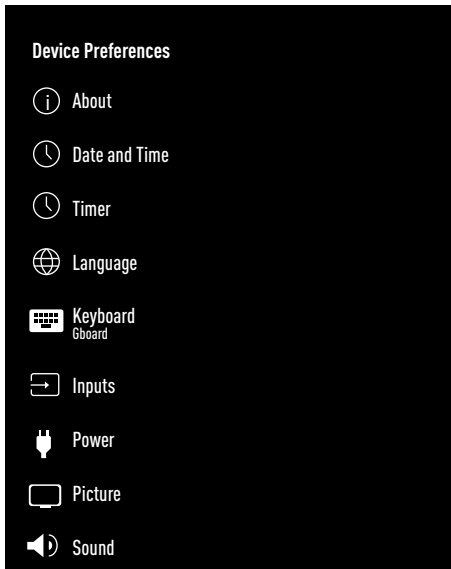 Device Preferences
About
Date and Time
Timer
Language
Keyboard
Gboard
Inputs
Power
Picture
Sound